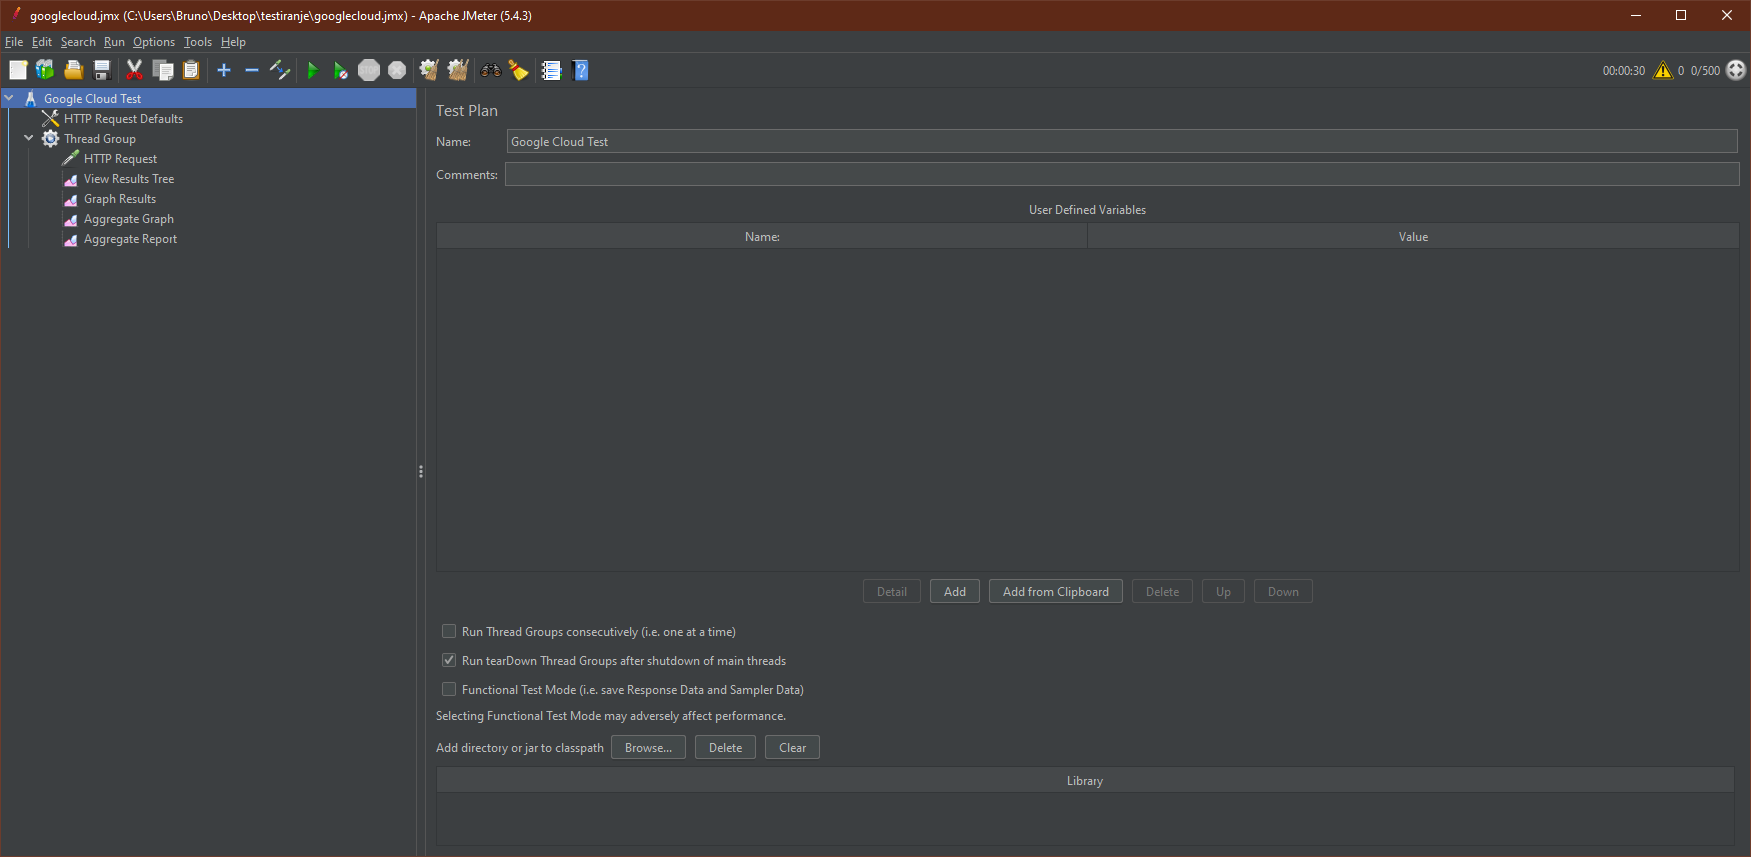 googlecloud.jmx (C:\Users\Bruno\Desktop\testiranje\googlecloud.jmx) - Apache JMeter (5.4.3)
File Edit Search Run Options Tools Help
STOP
00:00:30 0 0/500
Google Cloud Test
HTTP Request Defaults
Thread Group
HTTP Request
View Results Tree
Graph Results
Aggregate Graph
Aggregate Report
Test Plan
Name: Google Cloud Test
Comments:
User Defined Variables
Name: Value
Detail Add Add from Clipboard Delete Up Down
Run Thread Groups consecutively (i.e. one at a time)
Run tearDown Thread Groups after shutdown of main threads
Functional Test Mode (i.e. save Response Data and Sampler Data)
Selecting Functional Test Mode may adversely affect performance.
Add directory or jar to classpath Browse... Delete Clear
Library